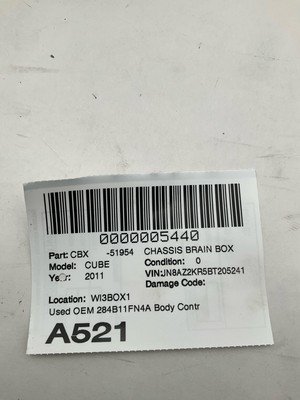 0000005440
Part: CBX -51954 CHASSIS BRAIN BOX
Model: CUBE Condition: 0
Year: 2011 VIN: JN8AZ2KR5BT205241
Damage Code:
Location: WI3BOX1
Used OEM 284B11FN4A Body Contr
A521